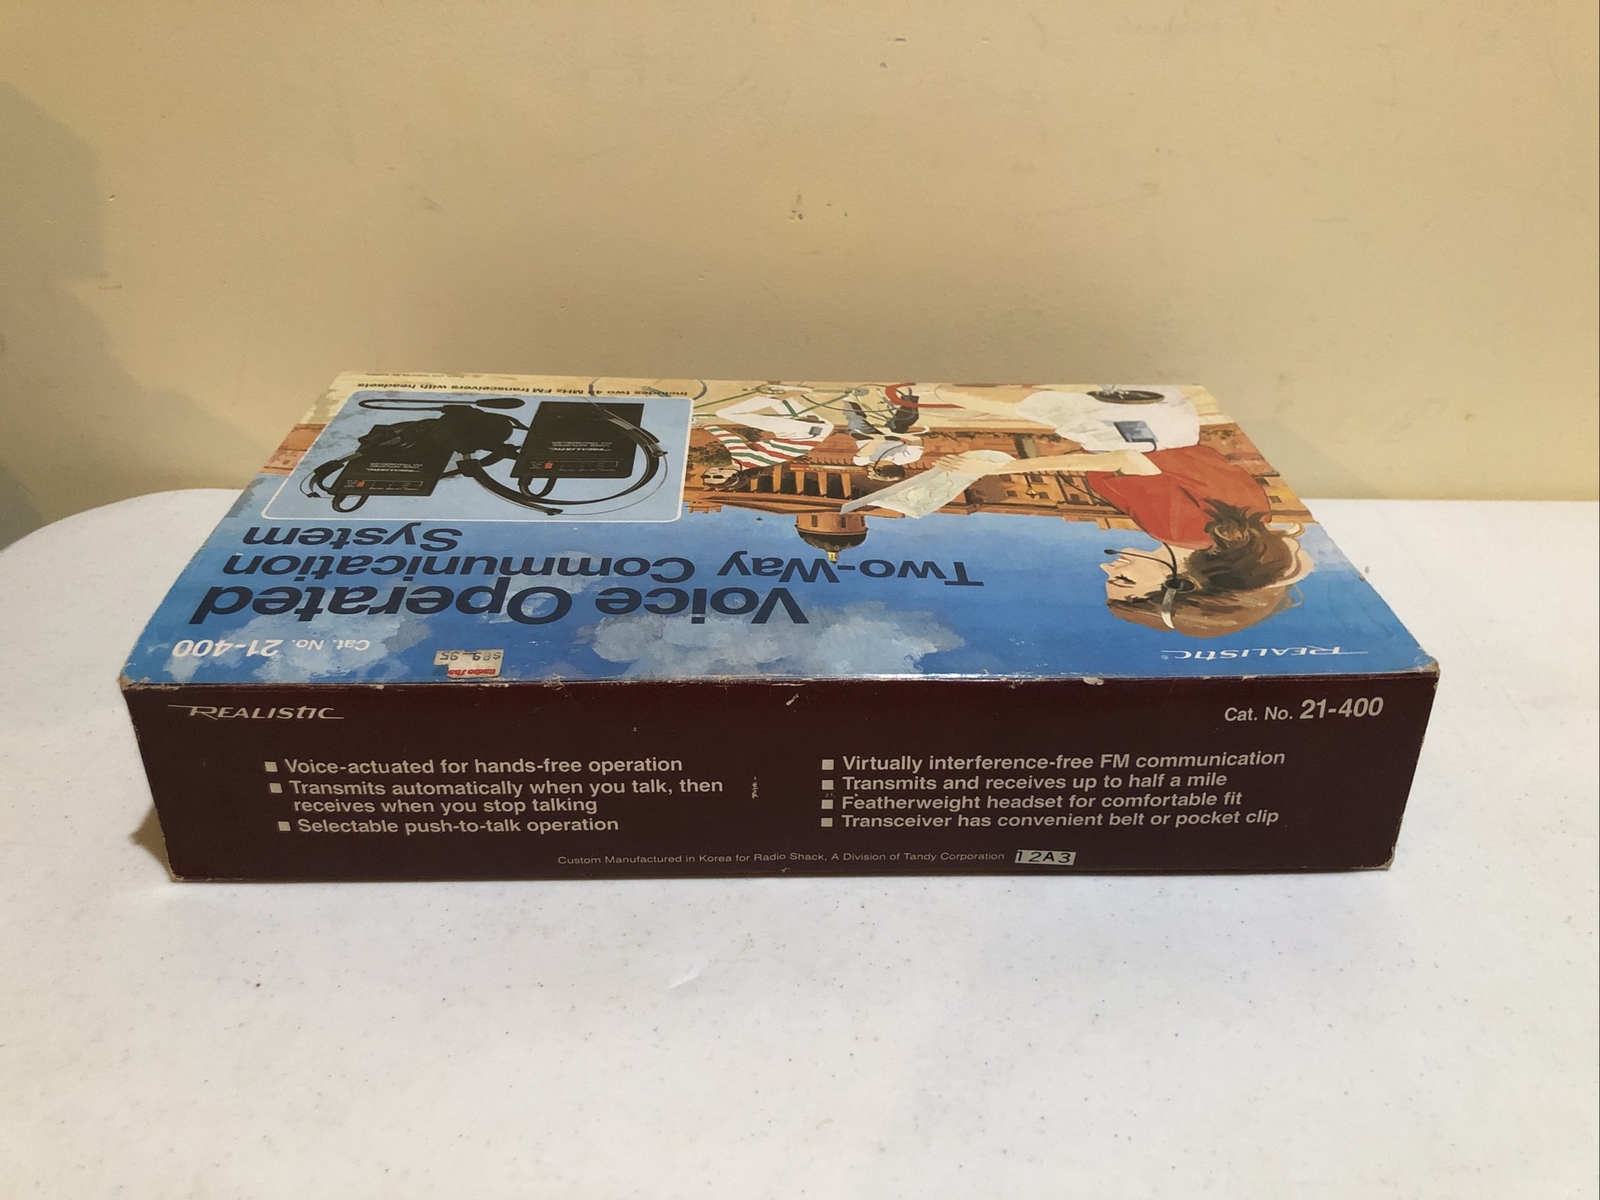 Includes two 49 MHz FM transceivers with headsets
REALISTIC
Cat. No. 21-400
Voice Operated
Two-Way Communication
System
Radio Shack
$89.95
REALISTIC
Cat. No. 21-400
■ Voice-actuated for hands-free operation
■ Transmits automatically when you talk, then
receives when you stop talking
■ Selectable push-to-talk operation
■ Virtually interference-free FM communication
■ Transmits and receives up to half a mile
■ Featherweight headset for comfortable fit
■ Transceiver has convenient belt or pocket clip
Custom Manufactured in Korea for Radio Shack, A Division of Tandy Corporation 12A3